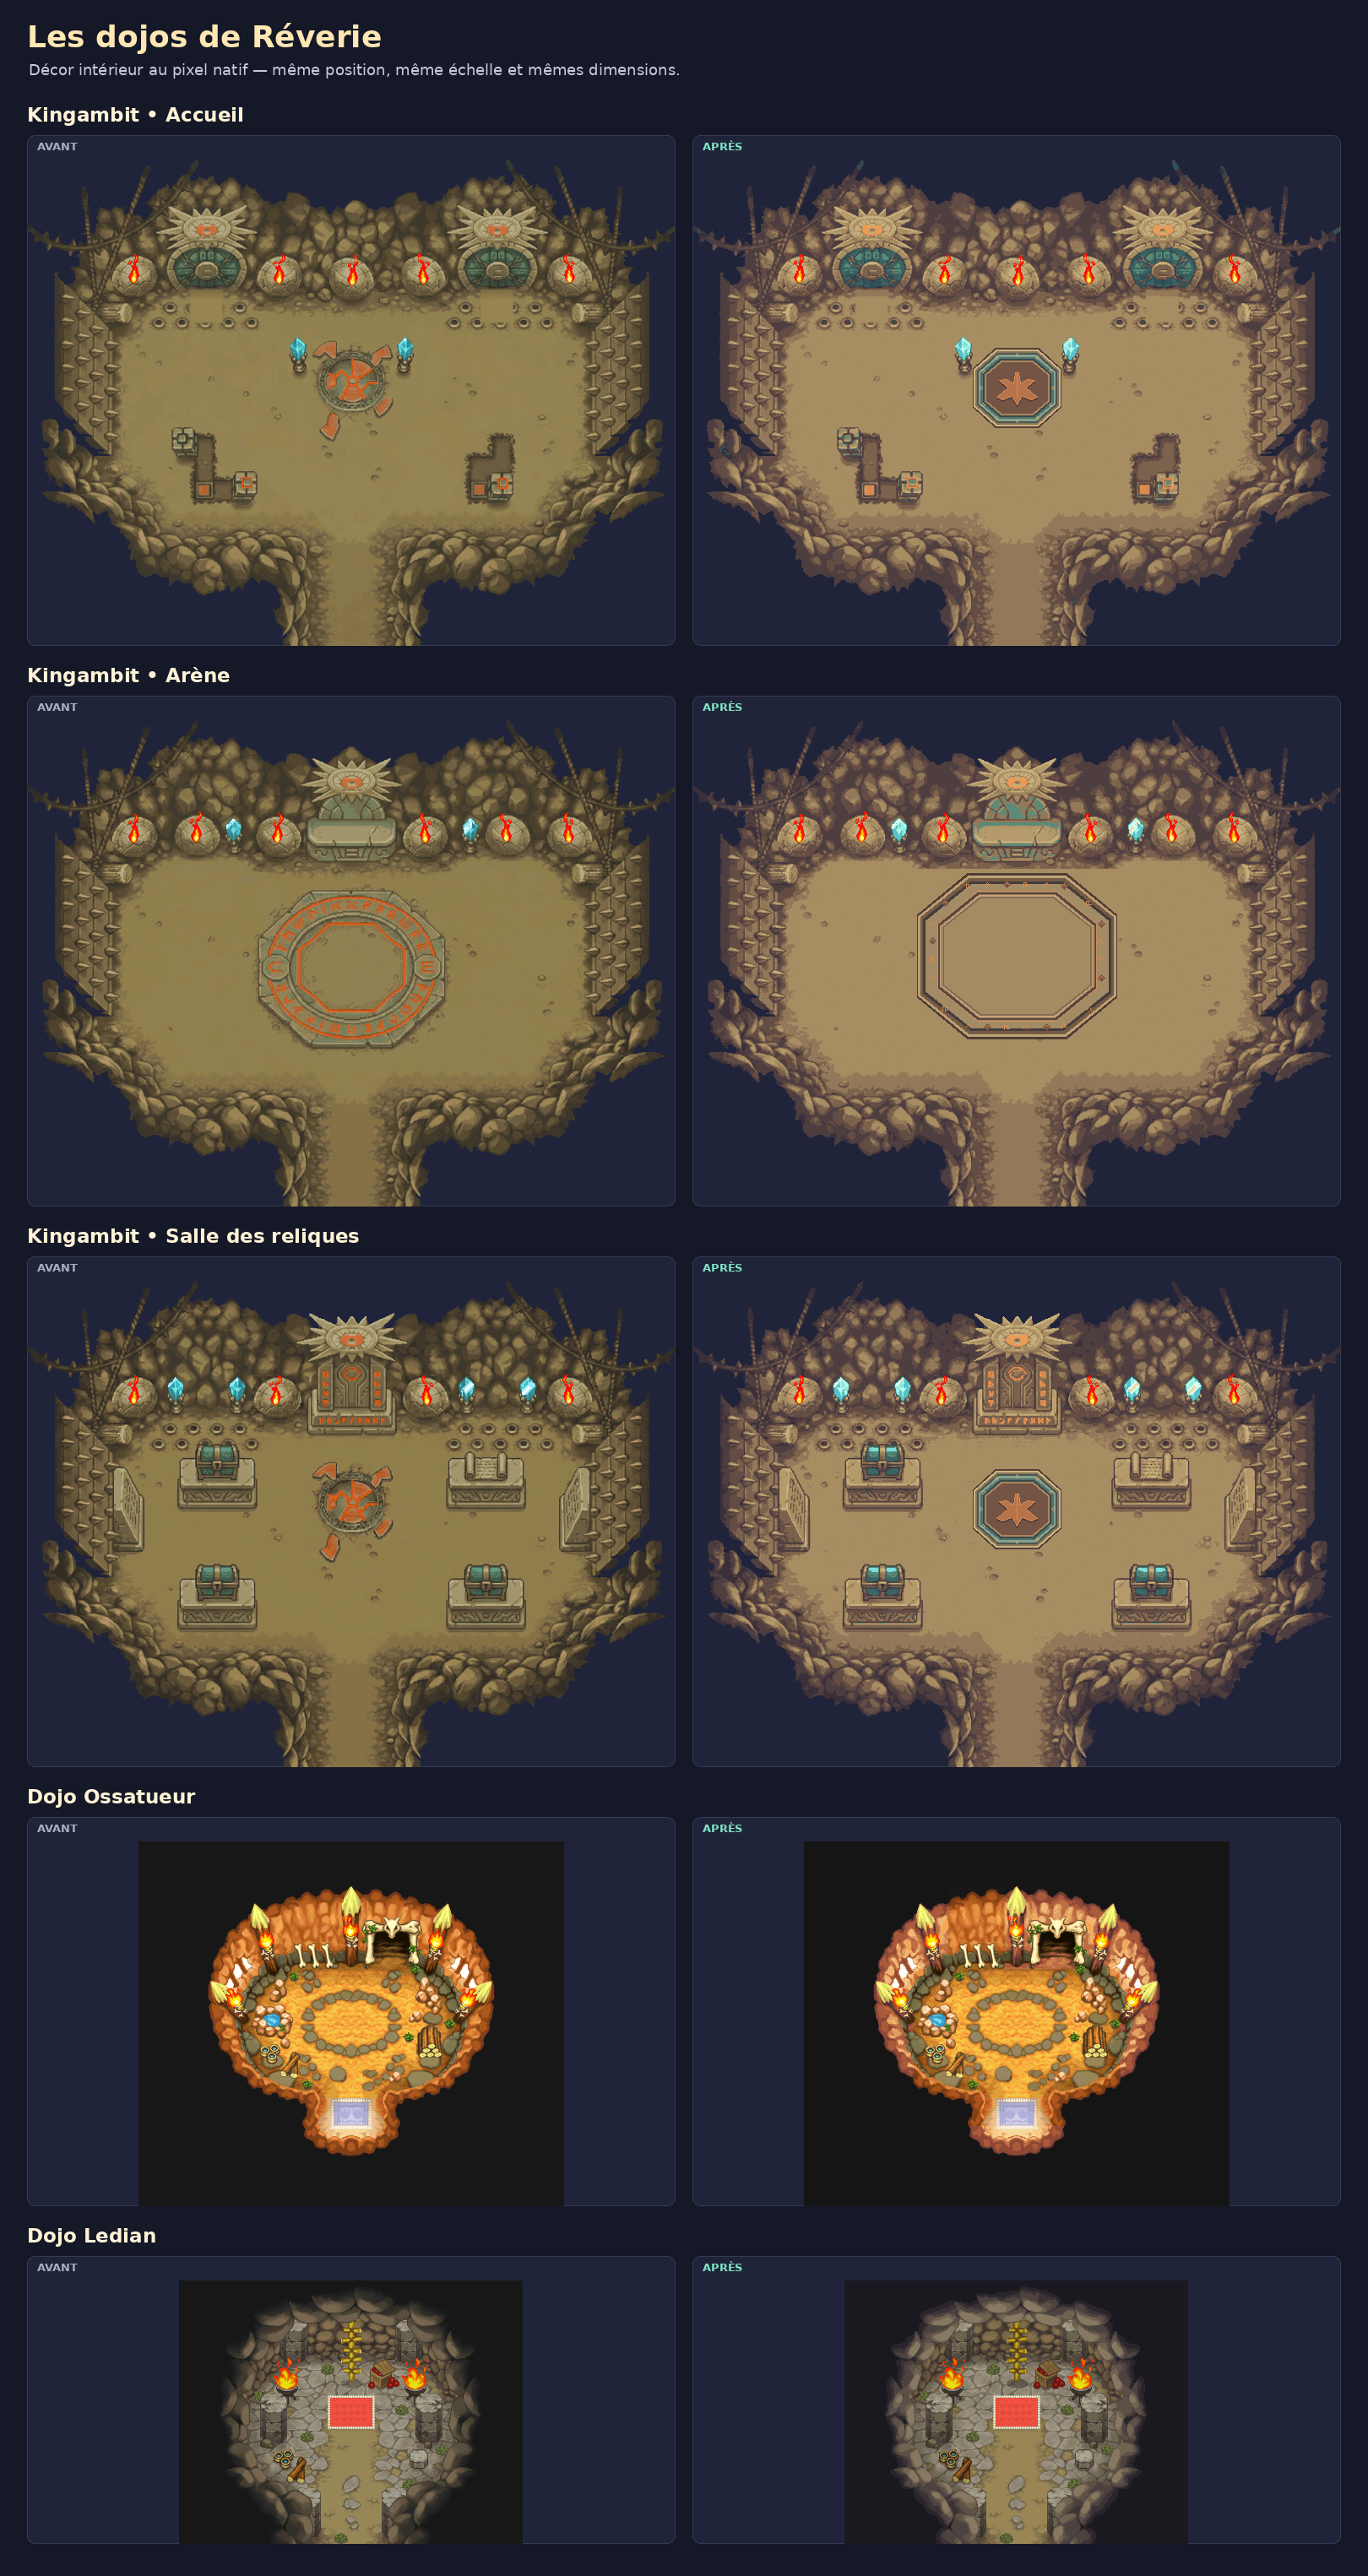 Les dojos de Réverie
Décor intérieur au pixel natif — même position, même échelle et mêmes dimensions.
Kingambit • Accueil
AVANT
APRÈS
Kingambit • Arène
AVANT
APRÈS
Kingambit • Salle des reliques
AVANT
APRÈS
Dojo Ossatueur
AVANT
APRÈS
Dojo Ledian
AVANT
APRÈS